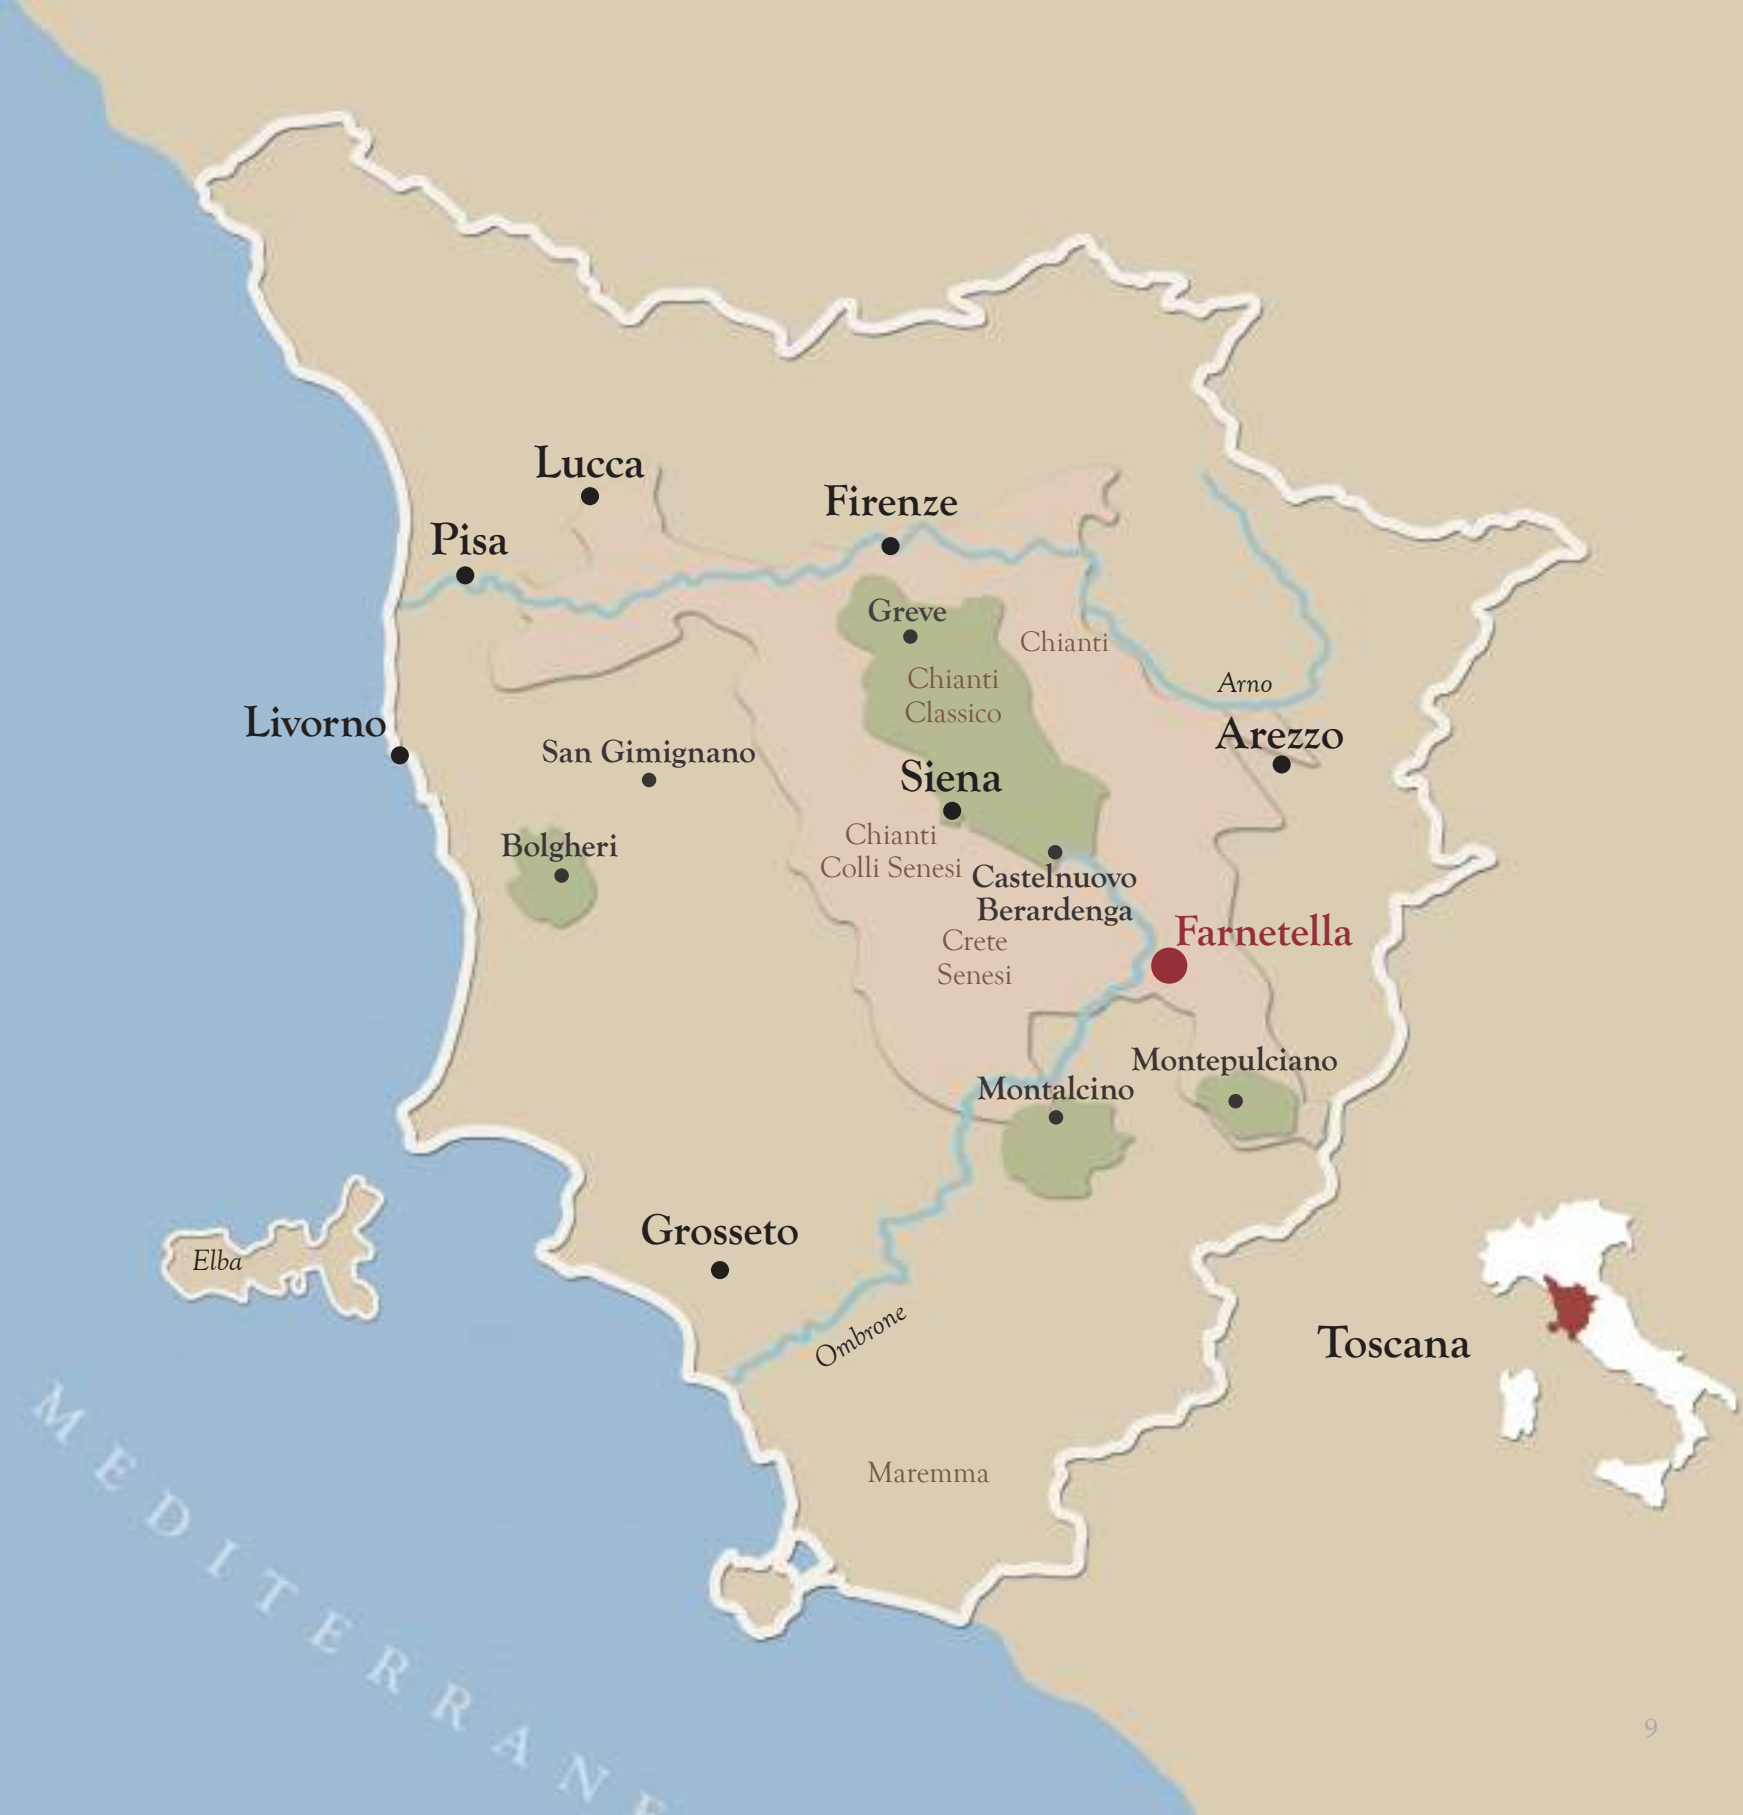 Lucca
Firenze
Pisa
Greve
Chianti
Chianti
Classico
Arno
Livorno
Arezzo
San Gimignano
Siena
Chianti
Colli Senesi
Bolgheri
Castelnuovo
Berardenga
Farnetella
Crete
Senesi
Montepulciano
Montalcino
Grosseto
Elba
Ombrone
Toscana
Maremma
MEDITERRANE
9